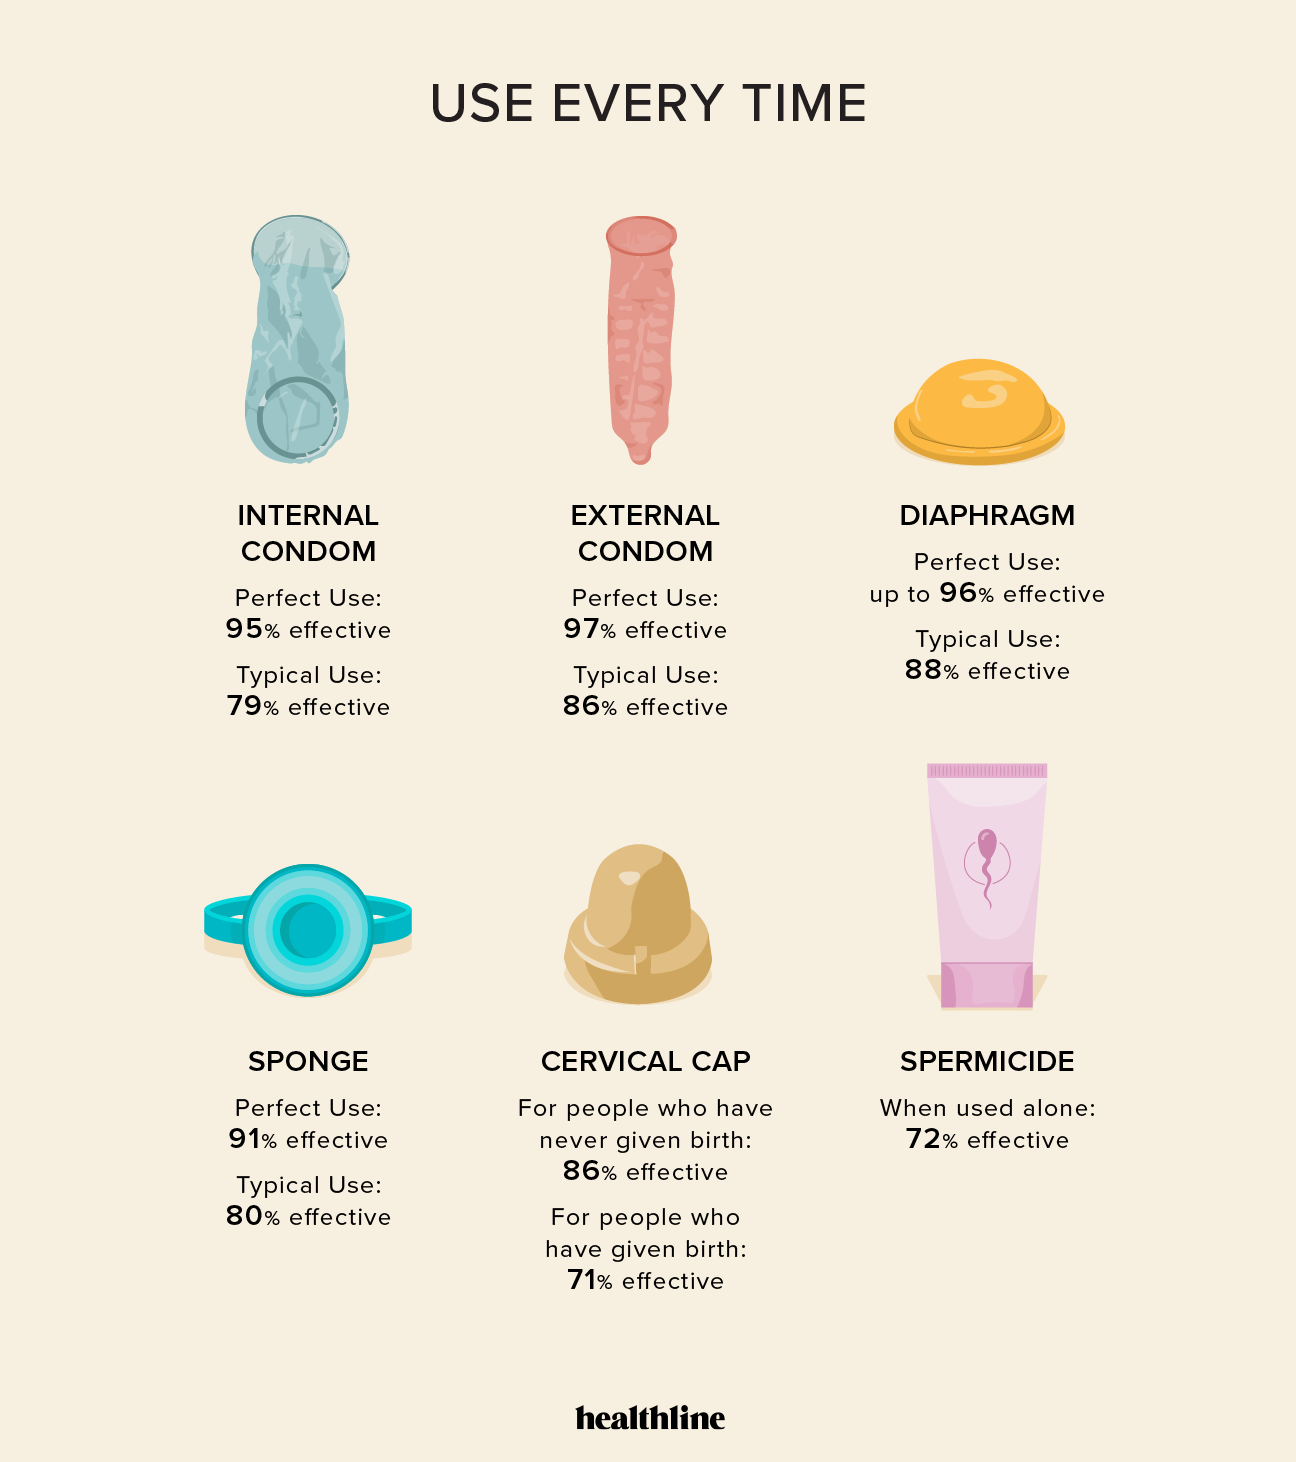 USE EVERY TIME
INTERNAL
CONDOM
Perfect Use:
95% effective
Typical Use:
79% effective
EXTERNAL
CONDOM
Perfect Use:
97% effective
Typical Use:
86% effective
DIAPHRAGM
Perfect Use:
up to 96% effective
Typical Use:
88% effective
SPONGE
Perfect Use:
91% effective
Typical Use:
80% effective
CERVICAL CAP
For people who have
never given birth:
86% effective
For people who
have given birth:
71% effective
SPERMICIDE
When used alone:
72% effective
healthline